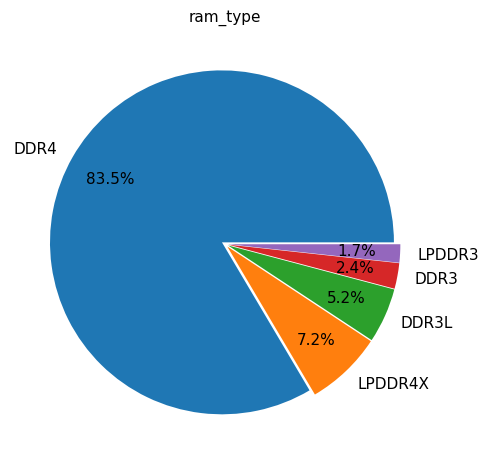 ram_type
DDR4
83.5%
1.7%
LPDDR3
2.4%
DDR3
5.2%
DDR3L
7.2%
LPDDR4X